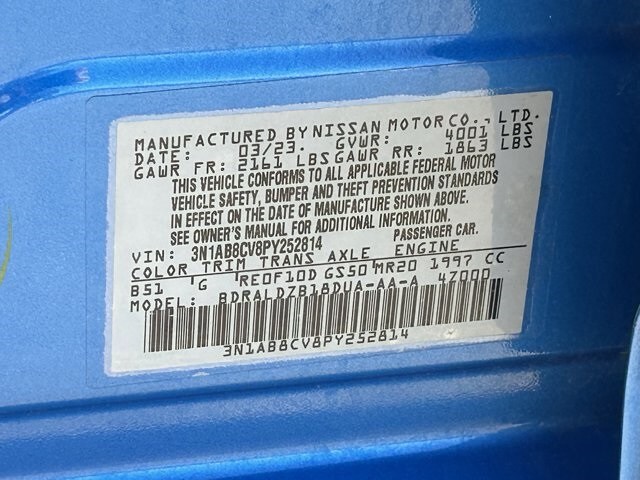 MANUFACTURED BY NISSAN MOTOR CO., LTD.
DATE: 03/23. GVWR: 4001 LBS
GAWR FR: 2161 LBS GAWR RR: 1863 LBS
THIS VEHICLE CONFORMS TO ALL APPLICABLE FEDERAL MOTOR
VEHICLE SAFETY, BUMPER AND THEFT PREVENTION STANDARDS
IN EFFECT ON THE DATE OF MANUFACTURE SHOWN ABOVE.
SEE OWNER'S MANUAL FOR ADDITIONAL INFORMATION.
VIN: 3N1AB8CV8PY252814 PASSENGER CAR.
COLOR TRIM TRANS AXLE ENGINE
B51 G RE0F10D GS50 MR20 1997 CC
MODEL: BDRALDZB18DUA-AA-A 47000
3N1AB8CV8PY252814